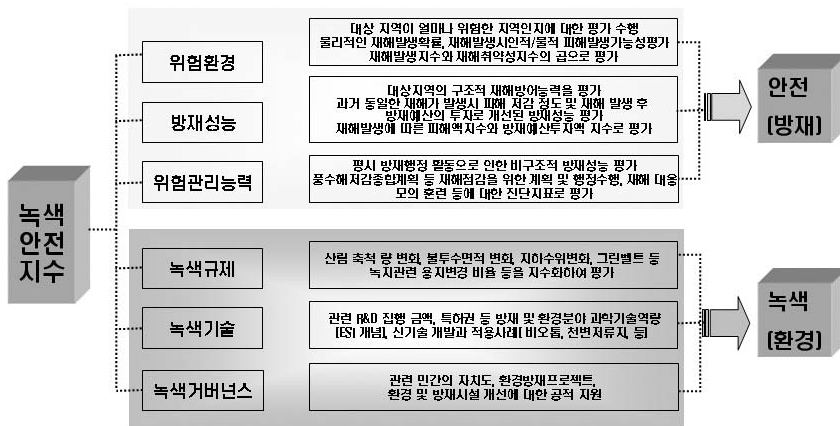 녹색
안전
지수
위험환경
대상 지역이 얼마나 위험한 지역인지에 대한 평가 수행
물리적인 재해발생확률, 재해발생시인적/물적 피해발생가능성평가
재해발생지수와 재해취약성지수의 곱으로 평가
방재성능
대상지역의 구조적 재해방어능력을 평가
과거 동일한 재해가 발생시 피해 저감 정도 및 재해 발생 후
방재예산의 투자로 개선된 방재성능 평가
재해발생에 따른 피해액지수와 방재예산투자액 지수로 평가
위험관리능력
평시 방재행정 활동으로 인한 비구조적 방재성능 평가
풍수해저감종합계획 등 재해점감을 위한 계획 및 행정수행, 재해 대응
모의 훈련 등에 대한 진단지표로 평가
안전
(방재)
녹색규제
산림 축척 량 변화, 불투수면적 변화, 지하수위변화, 그린벨트 등
녹지관련 용지변경 비율 등을 지수화하여 평가
녹색기술
관련 R&D 집행 금액, 특허권 등 방재 및 환경분야 과학기술역량
(ESI 개념), 신기술 개발과 적용사례( 비오톱, 천변저류지, 등)
녹색거버넌스
관련 민간의 자치도, 환경방재프로젝트,
환경 및 방재시설 개선에 대한 공적 지원
녹색
(환경)